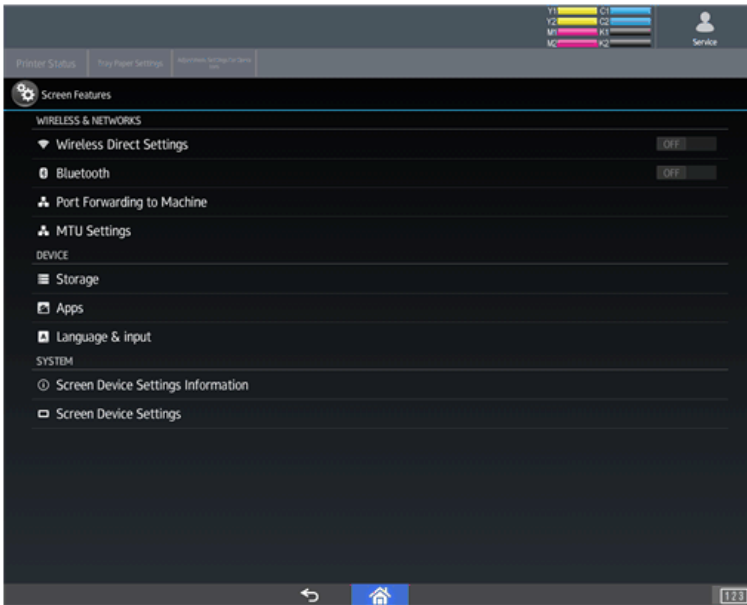 Y1 C1
Y2 C2
M1 K1
M2 K2
Service
Printer Status
Tray Paper Settings
Screen Features
WIRELESS & NETWORKS
Wireless Direct Settings OFF
Bluetooth OFF
Port Forwarding to Machine
MTU Settings
DEVICE
Storage
Apps
Language & input
SYSTEM
Screen Device Settings Information
Screen Device Settings
123